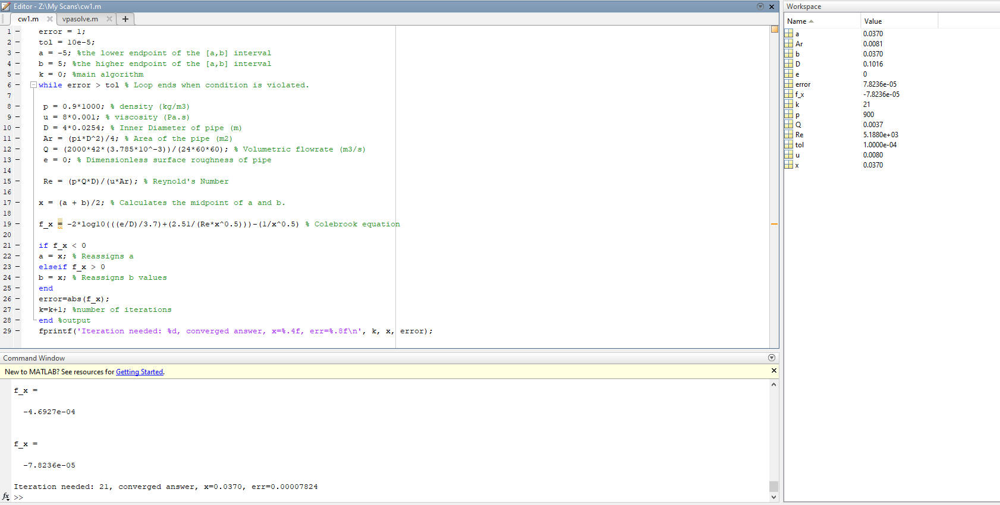 Editor - Z:\My Scans\cw1.m
cw1.m
vpasolve.m
1 error = 1;
2 tol = 10e-5;
3 a = -5; %the lower endpoint of the [a,b] interval
4 b = 5; %the higher endpoint of the [a,b] interval
5 k = 0; %main algorithm
6 while error > tol % Loop ends when condition is violated.
7
8 p = 0.9*1000; % density (kg/m3)
9 u = 8*0.001; % viscosity (Pa.s)
10 D = 4*0.0254; % Inner Diameter of pipe (m)
11 Ar = (pi*D^2)/4; % Area of the pipe (m2)
12 Q = (2000*42*(3.785*10^-3))/(24*60*60); % Volumetric flowrate (m3/s)
13 e = 0; % Dimensionless surface roughness of pipe
14
15 Re = (p*Q*D)/(u*Ar); % Reynold's Number
16
17 x = (a + b)/2; % Calculates the midpoint of a and b.
18
19 f_x = -2*log10(((e/D)/3.7)+(2.51/(Re*x^0.5)))-(1/x^0.5) % Colebrook equation
20
21 if f_x < 0
22 a = x; % Reassigns a
23 elseif f_x > 0
24 b = x; % Reassigns b values
25 end
26 error=abs(f_x);
27 k=k+1; %number of iterations
28 end %output
29 fprintf('Iteration needed: %d, converged answer, x=%.4f, err=%.8f\n', k, x, error);
Command Window
New to MATLAB? See resources for Getting Started.
f_x =
-4.6927e-04
f_x =
-7.8236e-05
Iteration needed: 21, converged answer, x=0.0370, err=0.00007824
fx >>
Workspace
Name Value
a 0.0370
Ar 0.0081
b 0.0370
D 0.1016
e 0
error 7.8236e-05
f_x -7.8236e-05
k 21
p 900
Q 0.0037
Re 5.1880e+03
tol 1.0000e-04
u 0.0080
x 0.0370